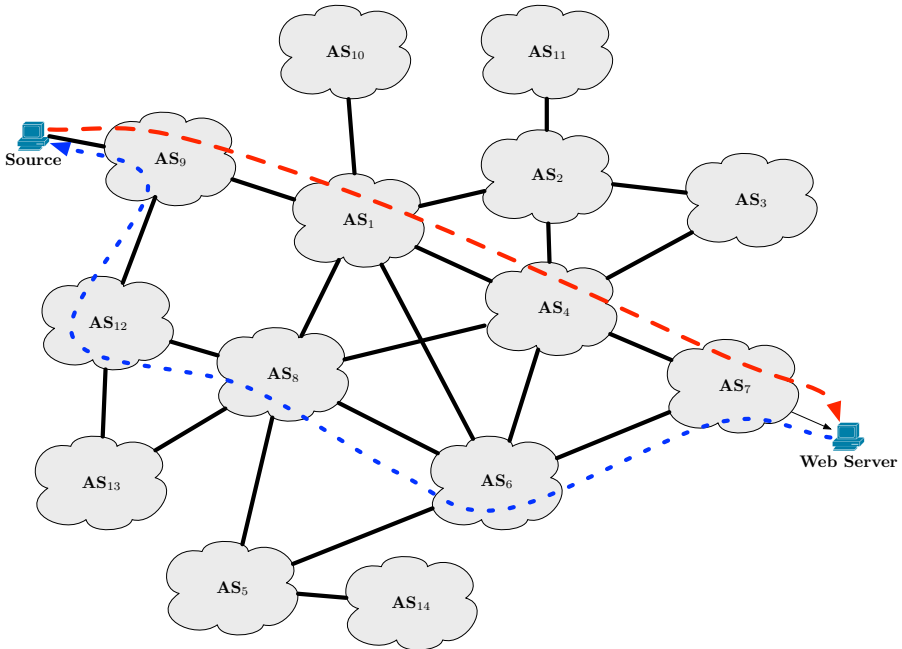 AS₁₀
AS₁₁
Source
AS₉
AS₂
AS₃
AS₁
AS₄
AS₁₂
AS₈
AS₇
Web Server
AS₁₃
AS₆
AS₅
AS₁₄